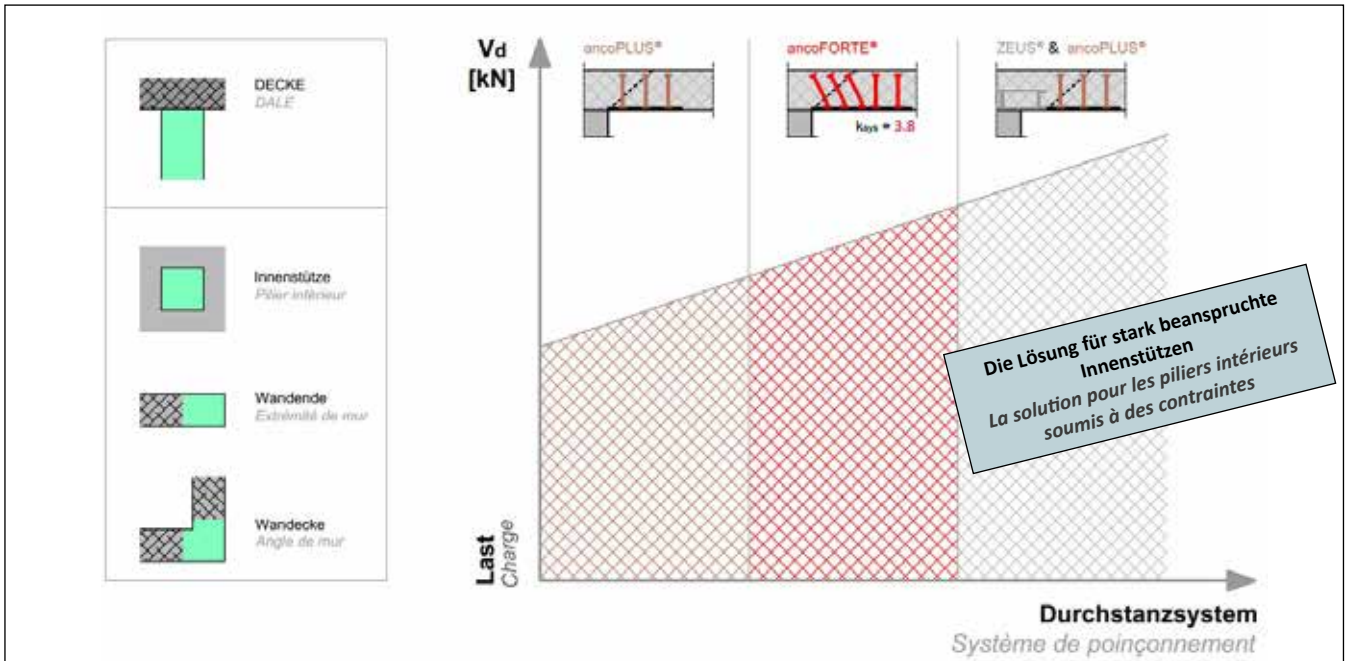 DECKE
DALE
Innenstütze
Pilier intérieur
Wandende
Extrémité de mur
Wandecke
Angle de mur
Vd
[kN]
ancoPLUS®
ancoFORTE®
ksys = 3.8
ZEUS® & ancoPLUS®
Die Lösung für stark beanspruchte
Innenstützen
La solution pour les piliers intérieurs
soumis à des contraintes
Last
Charge
Durchstanzsystem
Système de poinçonnement